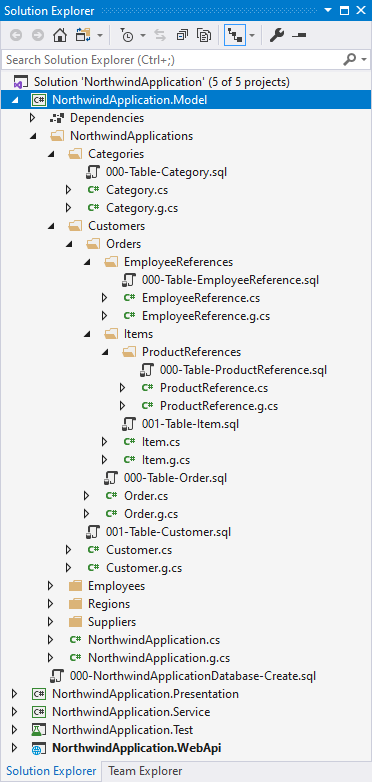 Solution Explorer
Search Solution Explorer (Ctrl+;)
Solution 'NorthwindApplication' (5 of 5 projects)
C# NorthwindApplication.Model
Dependencies
NorthwindApplications
Categories
000-Table-Category.sql
C# Category.cs
C# Category.g.cs
Customers
Orders
EmployeeReferences
000-Table-EmployeeReference.sql
C# EmployeeReference.cs
C# EmployeeReference.g.cs
Items
ProductReferences
000-Table-ProductReference.sql
C# ProductReference.cs
C# ProductReference.g.cs
001-Table-Item.sql
C# Item.cs
C# Item.g.cs
000-Table-Order.sql
C# Order.cs
C# Order.g.cs
001-Table-Customer.sql
C# Customer.cs
C# Customer.g.cs
Employees
Regions
Suppliers
C# NorthwindApplication.cs
C# NorthwindApplication.g.cs
000-NorthwindApplicationDatabase-Create.sql
C# NorthwindApplication.Presentation
C# NorthwindApplication.Service
NorthwindApplication.Test
NorthwindApplication.WebApi
Solution Explorer Team Explorer